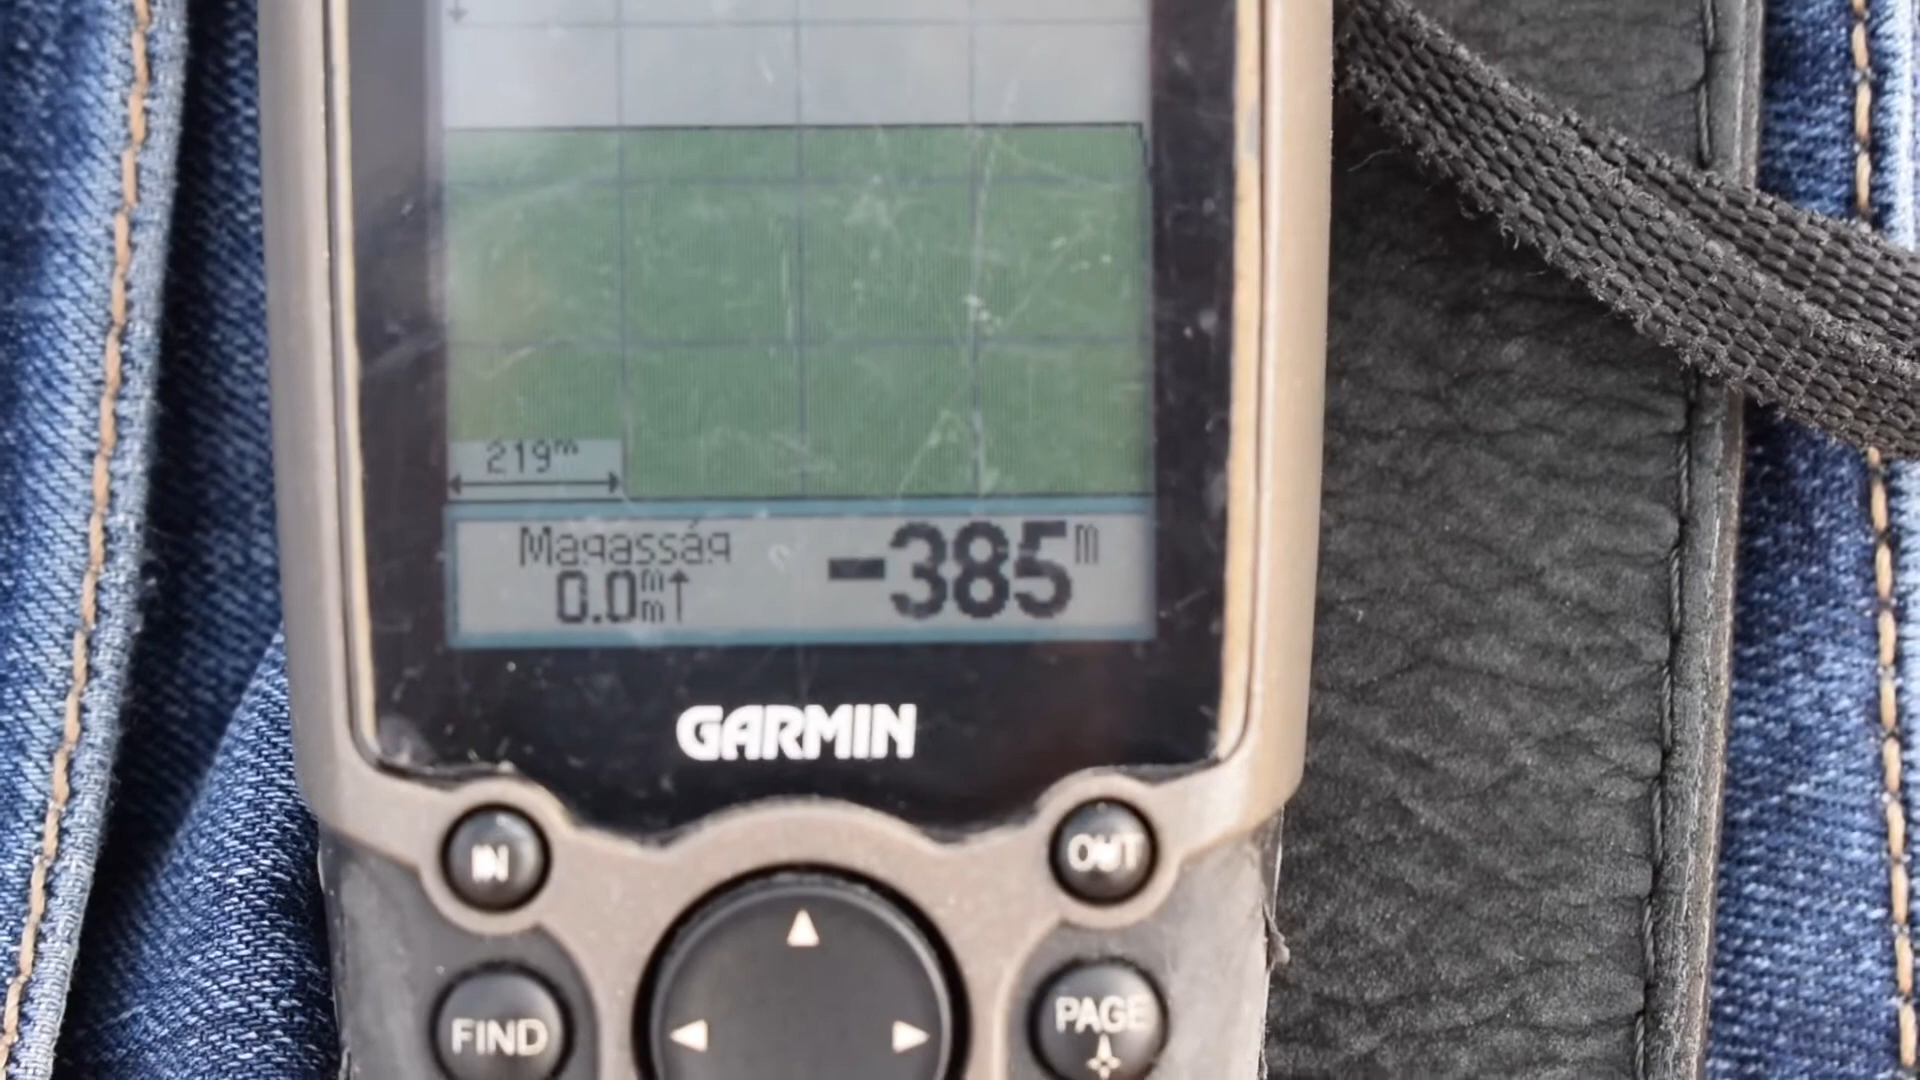 219m
Magasság
0.0m/m↑
-385m
GARMIN
IN
OUT
FIND
PAGE